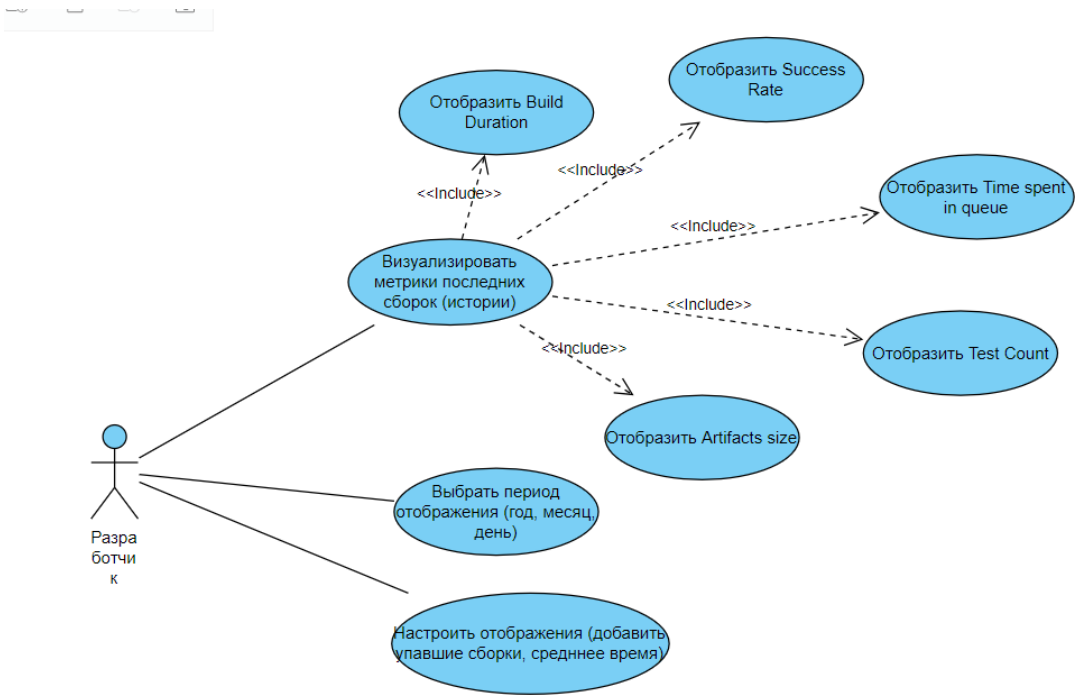 Отобразить Success
Rate
Отобразить Build
Duration
<<Include>>
<<Include>>
Отобразить Time spent
in queue
<<Include>>
Визуализировать
метрики последних
сборок (истории)
<<Include>>
<<Include>>
Отобразить Test Count
Отобразить Artifacts size
Выбрать период
отображения (год, месяц,
день)
Разра
ботчи
к
Настроить отображения (добавить
упавшие сборки, средннее время)